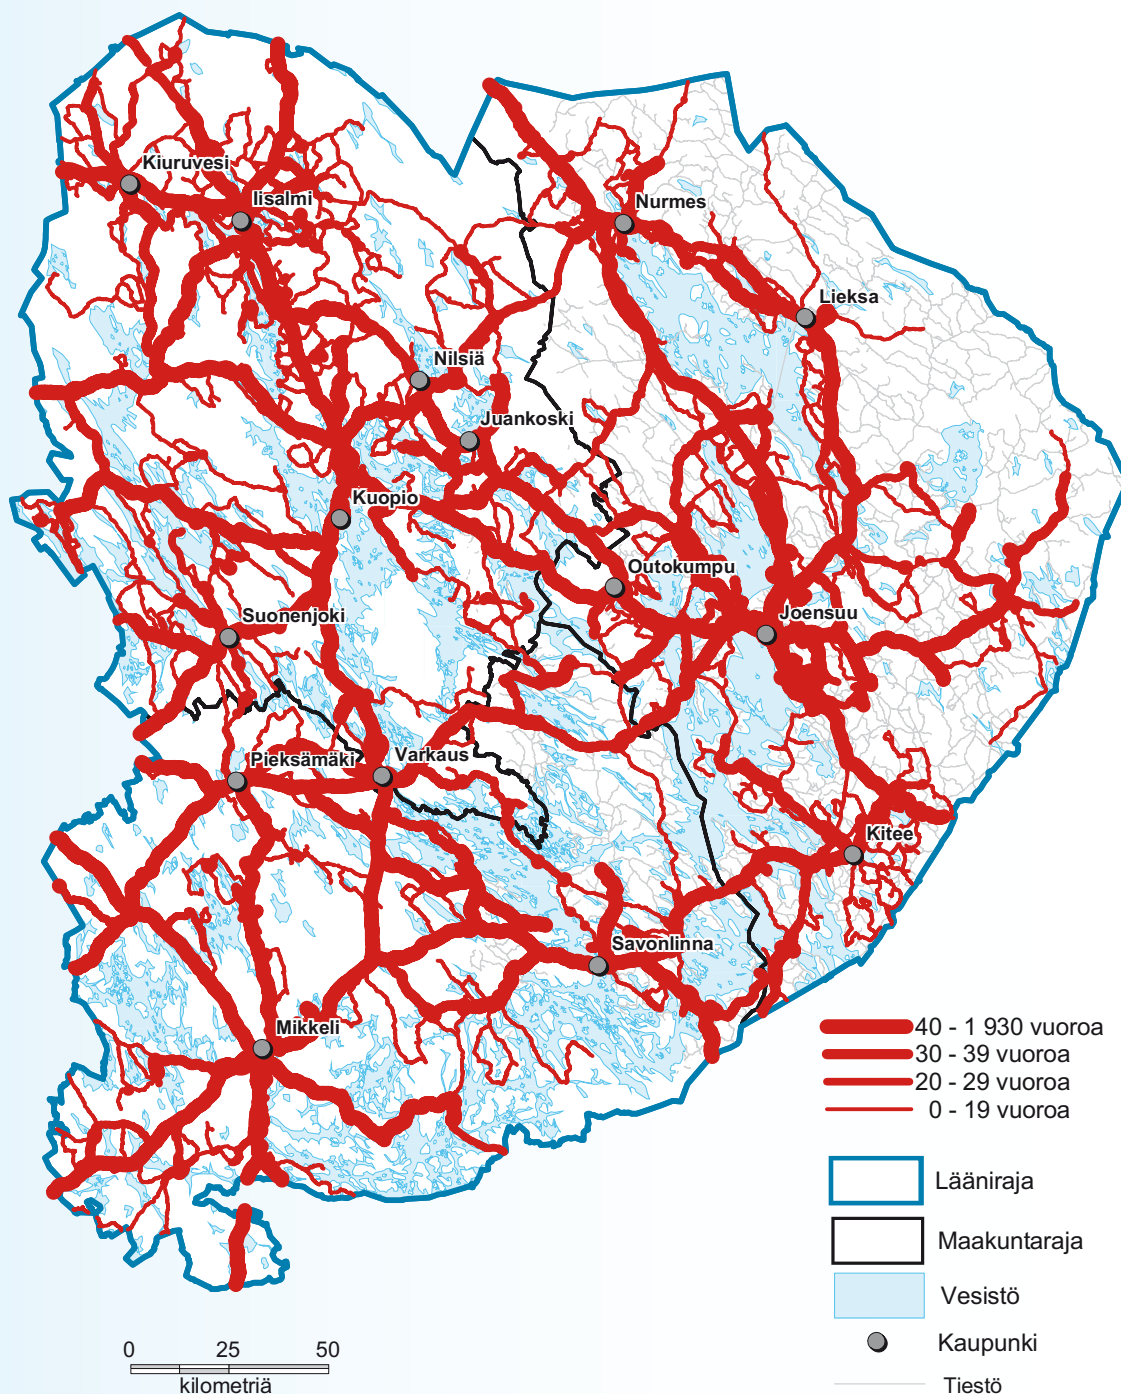 Kiuruvesi
Iisalmi
Nurmes
Lieksa
Nilsiä
Juankoski
Kuopio
Outokumpu
Suonenjoki
Joensuu
Pieksämäki
Varkaus
Kitee
Savonlinna
Mikkeli
40 - 1 930 vuoroa
30 - 39 vuoroa
20 - 29 vuoroa
0 - 19 vuoroa
Lääniraja
Maakuntaraja
Vesistö
Kaupunki
Tiestö
0 25 50
kilometriä